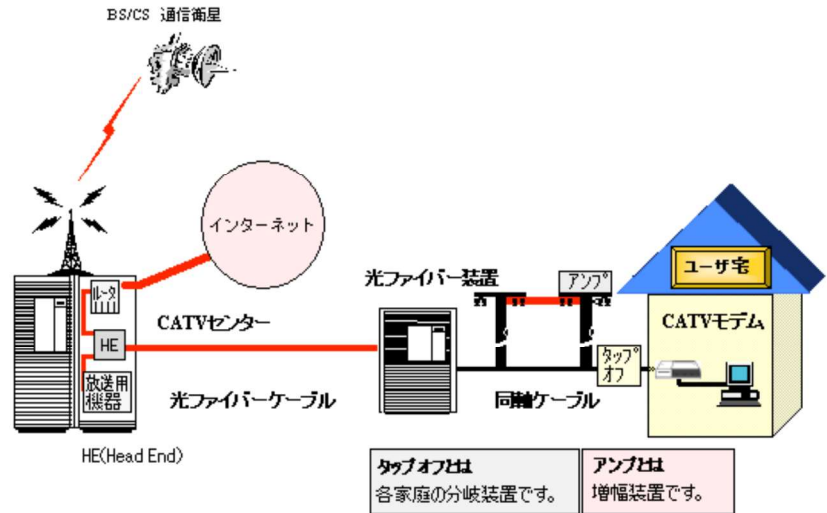 BS/CS 通信衛星
インターネット
光ファイバー装置
アンプ
ユーザ宅
ルータ
CATVセンター
CATVモデム
HE
タップ
オフ
放送用
機器
光ファイバーケーブル
同軸ケーブル
HE(Head End)
タップオフとは
各家庭の分岐装置です。
アンプとは
増幅装置です。